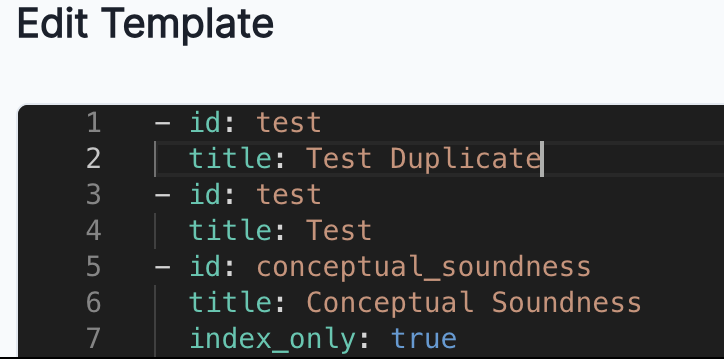 Edit Template
1 - id: test
2 title: Test Duplicate
3 - id: test
4 title: Test
5 - id: conceptual_soundness
6 title: Conceptual Soundness
7 index_only: true